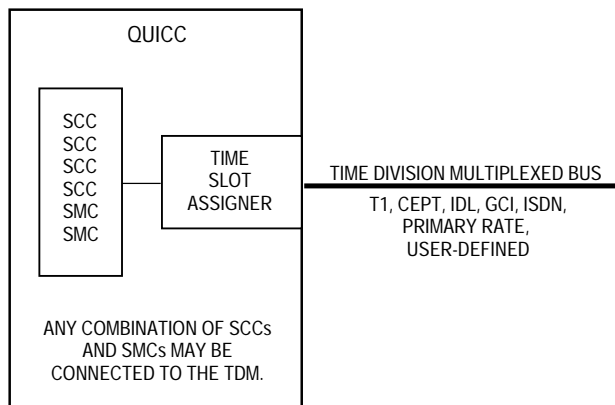 QUICC
SCC
SCC
SCC
SCC
SMC
SMC
TIME
SLOT
ASSIGNER
TIME DIVISION MULTIPLEXED BUS
T1, CEPT, IDL, GCI, ISDN,
PRIMARY RATE,
USER-DEFINED
ANY COMBINATION OF SCCs
AND SMCs MAY BE
CONNECTED TO THE TDM.